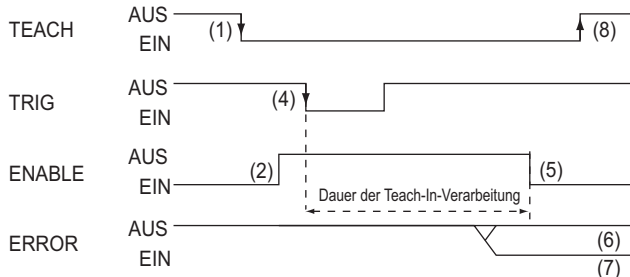 TEACH AUS (1) (8)
EIN
TRIG AUS (4)
EIN
ENABLE AUS (2) (5)
EIN Dauer der Teach-In-Verarbeitung
ERROR AUS (6)
EIN (7)